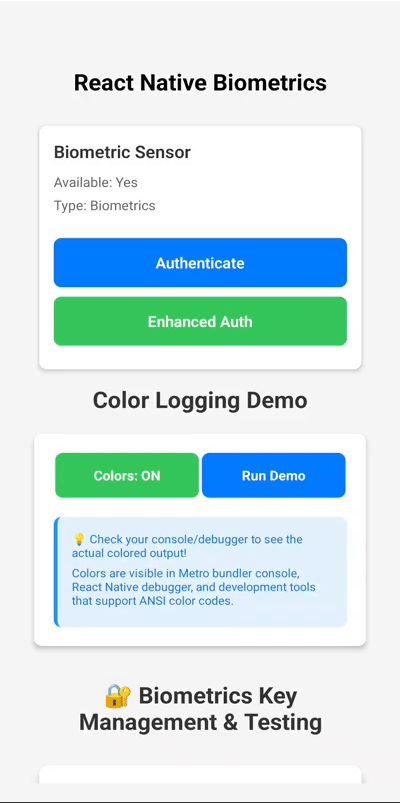 React Native Biometrics
Biometric Sensor
Available: Yes
Type: Biometrics
Authenticate
Enhanced Auth
Color Logging Demo
Colors: ON
Run Demo
💡 Check your console/debugger to see the
actual colored output!
Colors are visible in Metro bundler console,
React Native debugger, and development tools
that support ANSI color codes.
🔐 Biometrics Key
Management & Testing